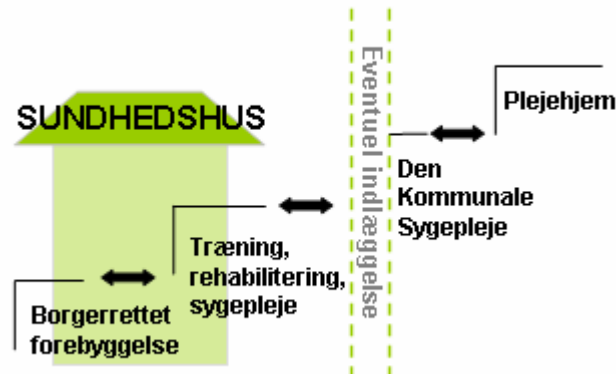 SUNDHEDSHUS
Borgerrettet
forebyggelse
Træning,
rehabilitering,
sygepleje
Eventuel indlæggelse
Den
Kommunale
Sygepleje
Plejehjem